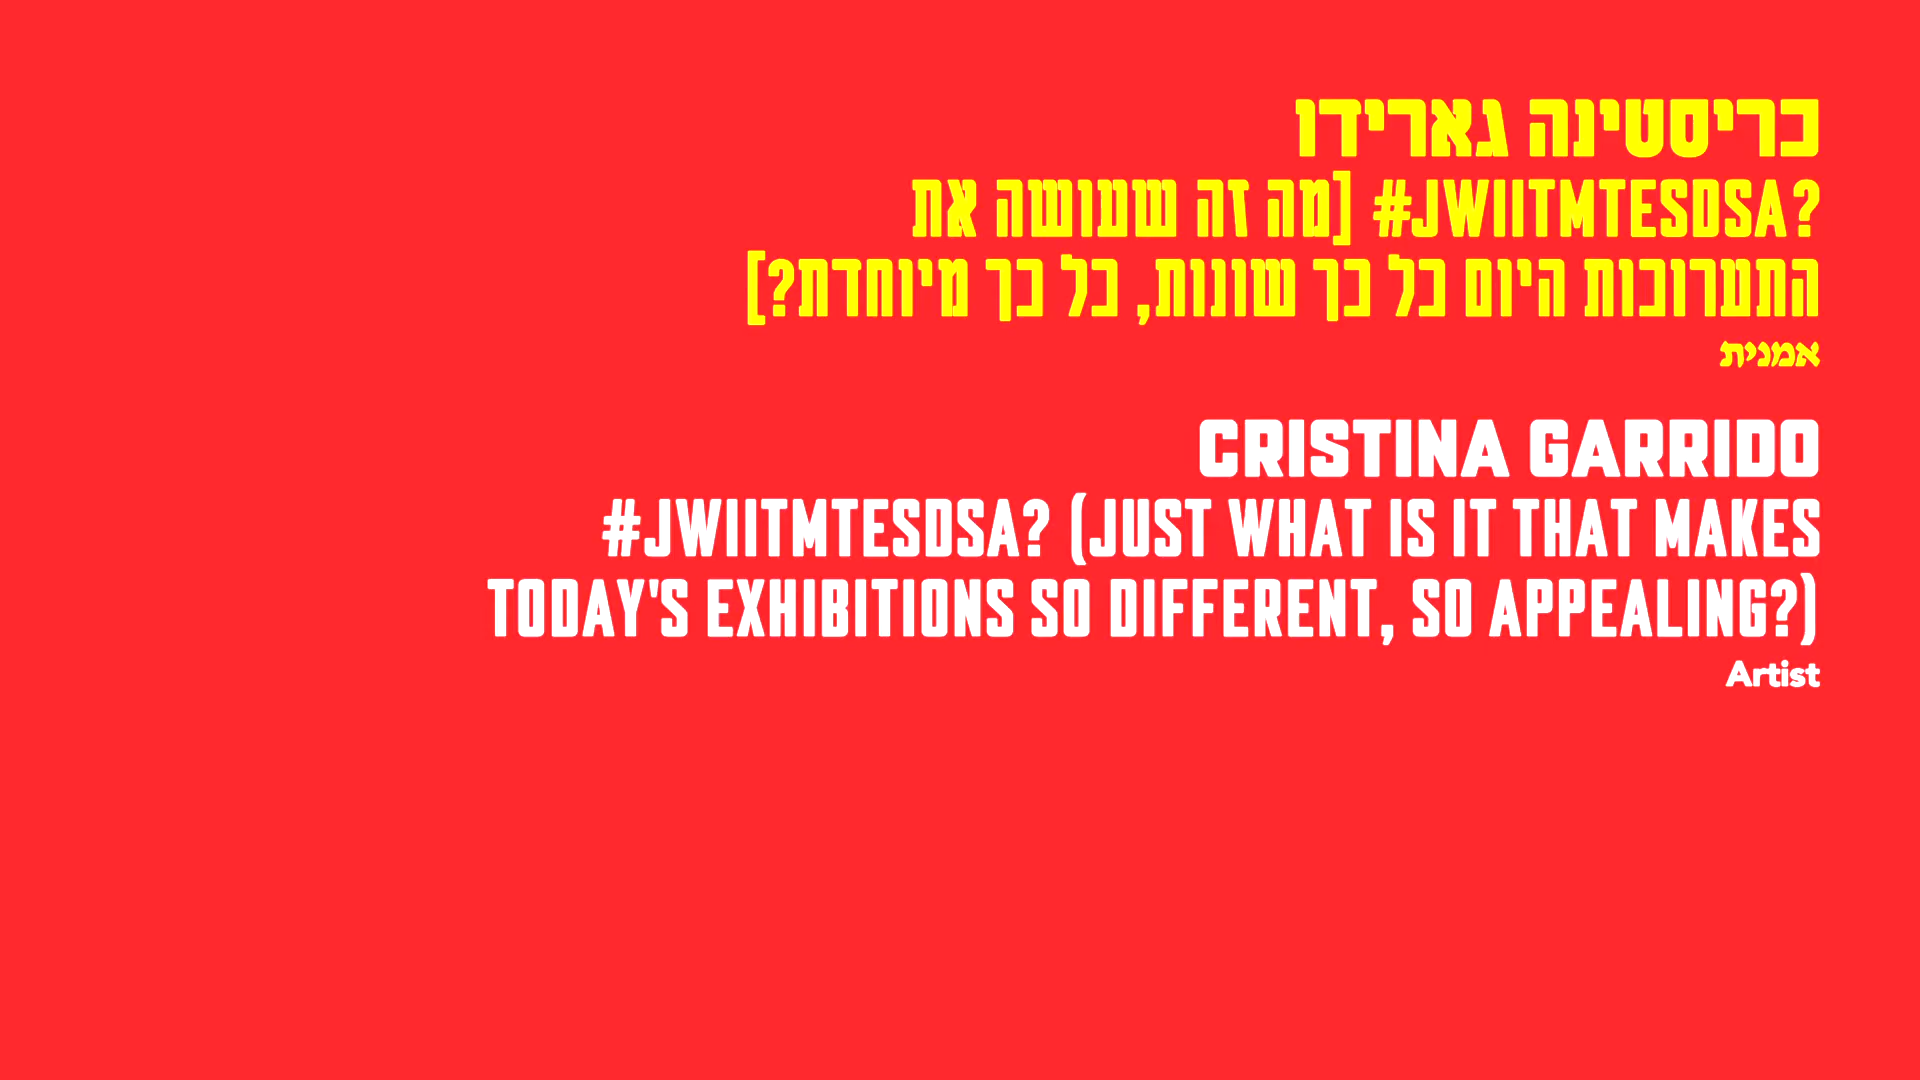 כריסטינה גארידו
#JWIITMTESDSA? [מה זה שעושה את
התערוכות היום כל כך שונות, כל כך מיוחדת?]
אמנית
CRISTINA GARRIDO
#JWIITMTESDSA? (JUST WHAT IS IT THAT MAKES
TODAY'S EXHIBITIONS SO DIFFERENT, SO APPEALING?)
Artist